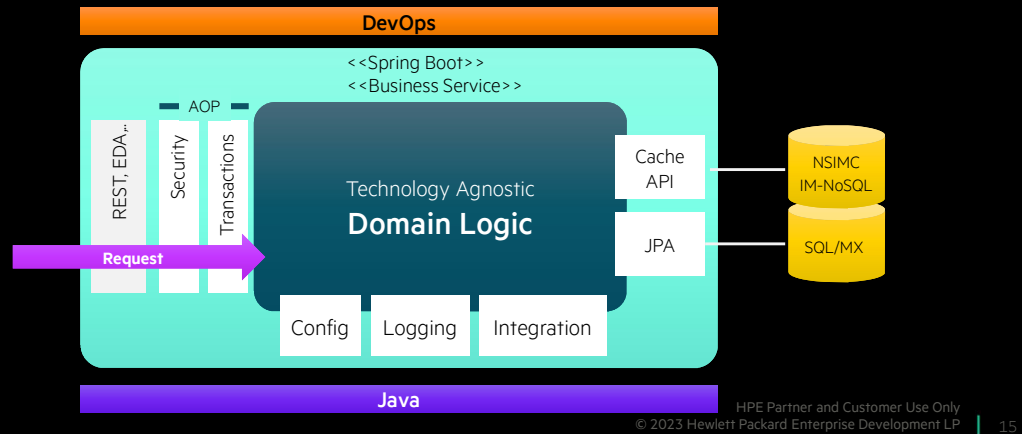 DevOps
<<Spring Boot>>
<<Business Service>>
AOP
REST, EDA,..
Security
Transactions
Technology Agnostic
Domain Logic
Cache
API
JPA
NSIMC
IM-NoSQL
SQL/MX
Request
Config
Logging
Integration
Java
HPE Partner and Customer Use Only
© 2023 Hewlett Packard Enterprise Development LP
15